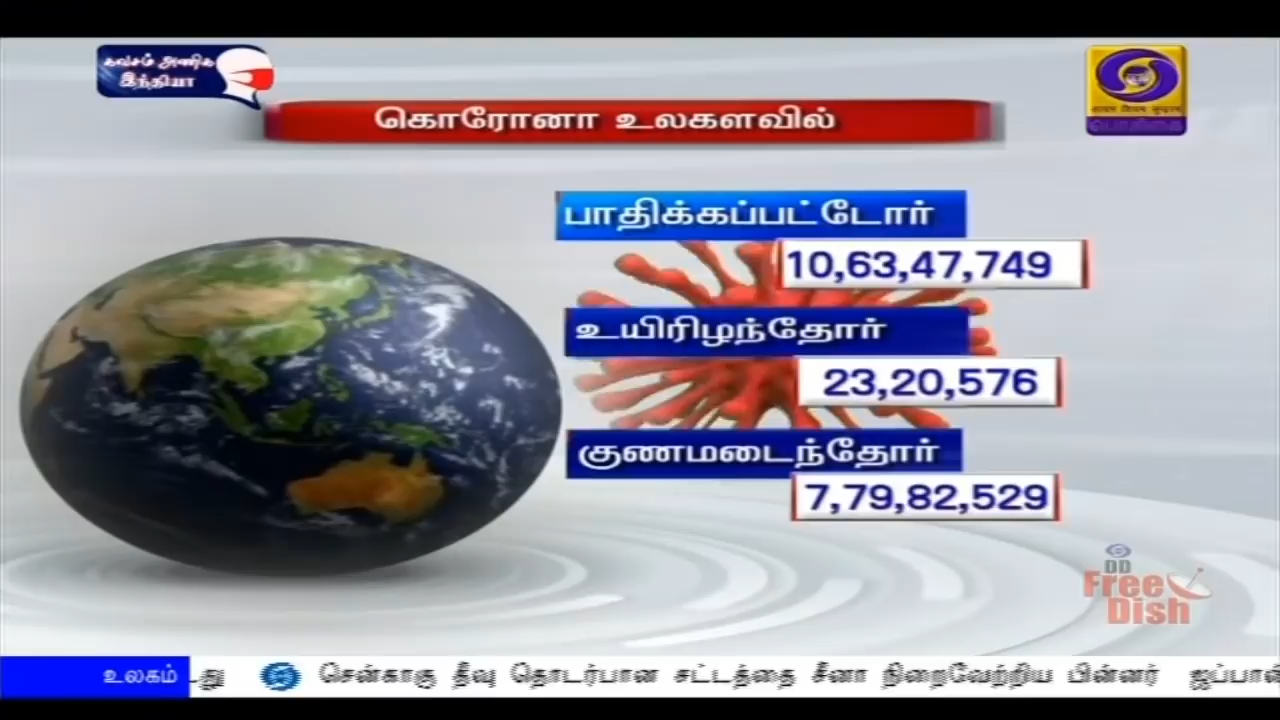 கவசம் அணிக
இந்தியா
கொரோனா உலகளவில்
பொதிகை
பாதிக்கப்பட்டோர்
10,63,47,749
உயிரிழந்தோர்
23,20,576
குணமடைந்தோர்
7,79,82,529
DD
Free
Dish
உலகம்
சென்காகு தீவு தொடர்பான சட்டத்தை சீனா நிறைவேற்றிய பின்னர் ஜப்பான்